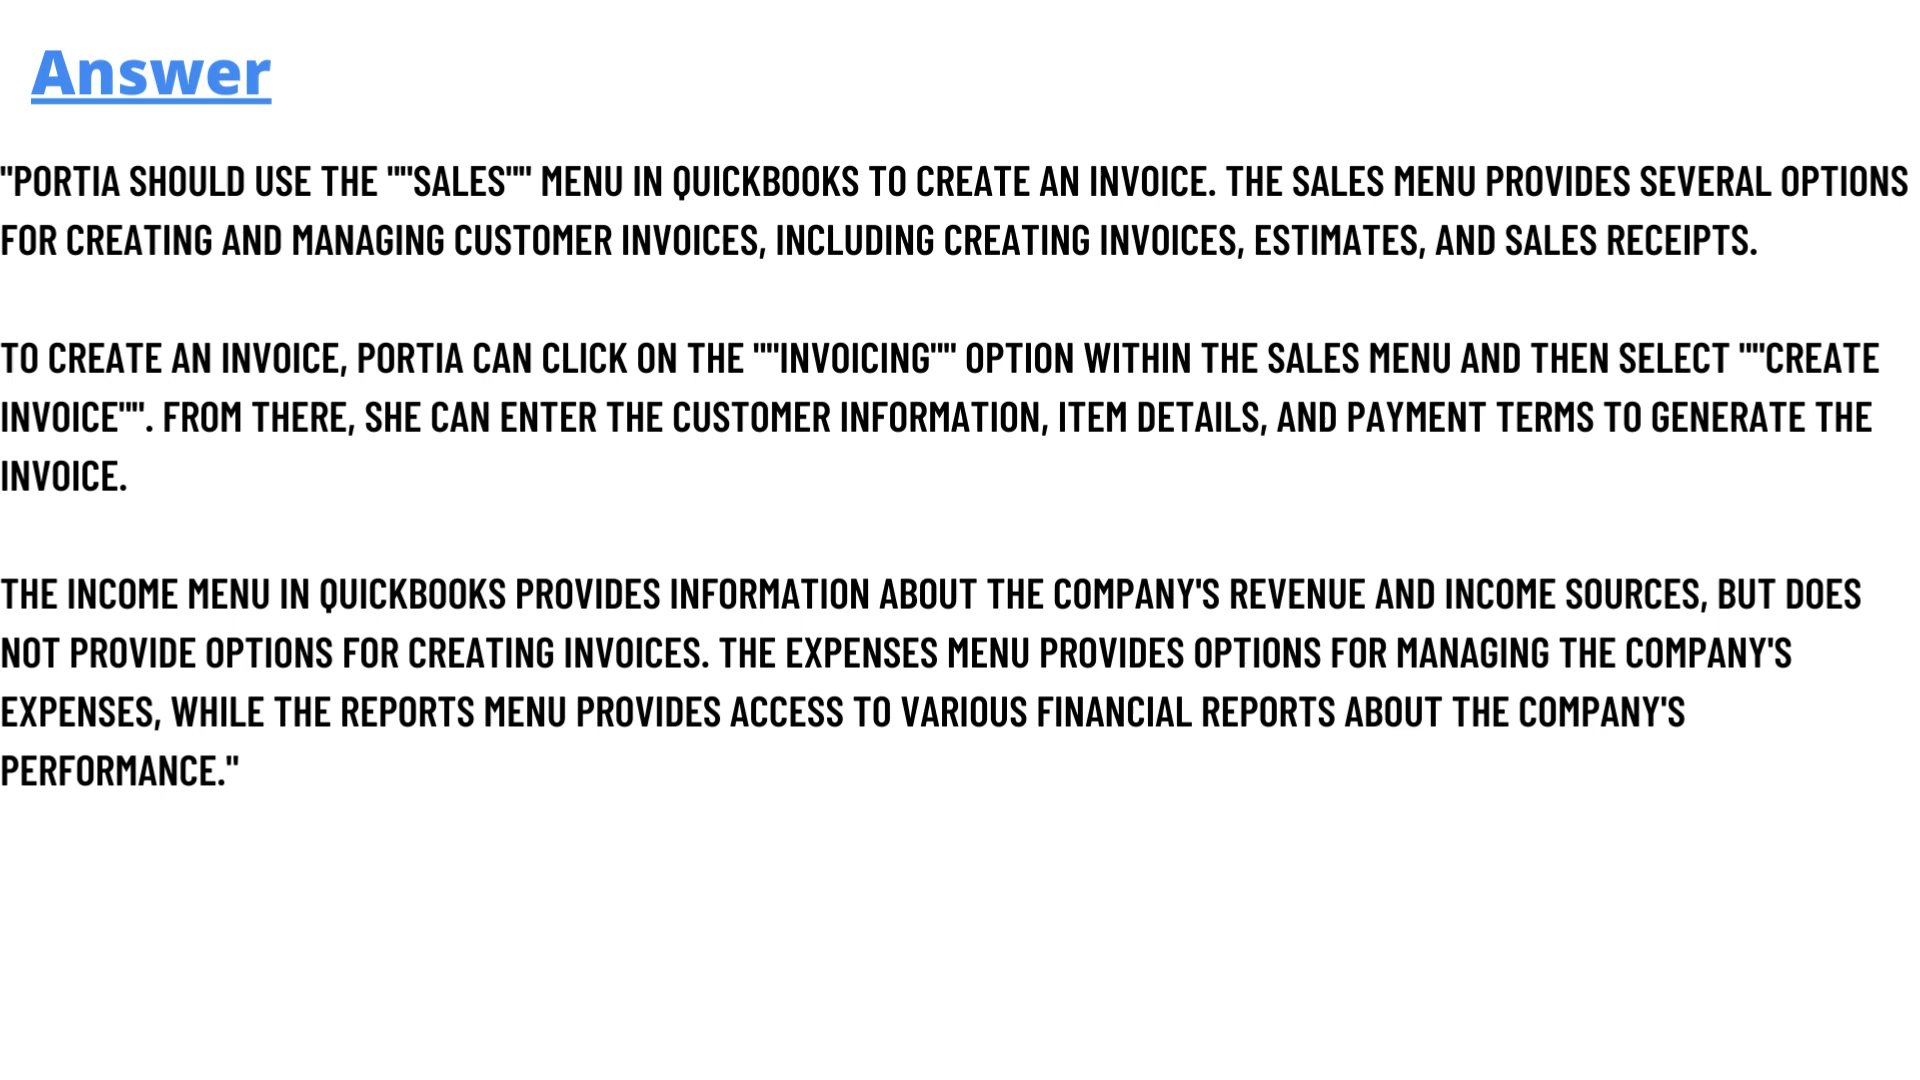 Answer
"PORTIA SHOULD USE THE ""SALES"" MENU IN QUICKBOOKS TO CREATE AN INVOICE. THE SALES MENU PROVIDES SEVERAL OPTIONS
FOR CREATING AND MANAGING CUSTOMER INVOICES, INCLUDING CREATING INVOICES, ESTIMATES, AND SALES RECEIPTS.
TO CREATE AN INVOICE, PORTIA CAN CLICK ON THE ""INVOICING"" OPTION WITHIN THE SALES MENU AND THEN SELECT ""CREATE
INVOICE"". FROM THERE, SHE CAN ENTER THE CUSTOMER INFORMATION, ITEM DETAILS, AND PAYMENT TERMS TO GENERATE THE
INVOICE.
THE INCOME MENU IN QUICKBOOKS PROVIDES INFORMATION ABOUT THE COMPANY'S REVENUE AND INCOME SOURCES, BUT DOES
NOT PROVIDE OPTIONS FOR CREATING INVOICES. THE EXPENSES MENU PROVIDES OPTIONS FOR MANAGING THE COMPANY'S
EXPENSES, WHILE THE REPORTS MENU PROVIDES ACCESS TO VARIOUS FINANCIAL REPORTS ABOUT THE COMPANY'S
PERFORMANCE."